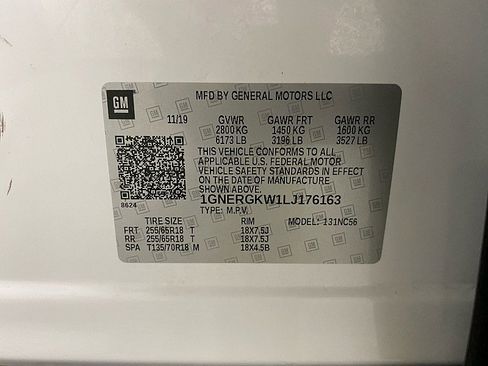 GM
MFD BY GENERAL MOTORS LLC
11/19 GVWR GAWR FRT GAWR RR
2800 KG 1450 KG 1600 KG
6173 LB 3196 LB 3527 LB
THIS VEHICLE CONFORMS TO ALL
APPLICABLE U.S. FEDERAL MOTOR
VEHICLE SAFETY STANDARDS IN EFFECT
ON THE DATE OF MANUFACTURE
SHOWN ABOVE.
8624
1GNERGKW1LJ176163
TYPE: M.P.V.
TIRE SIZE RIM MODEL: 131NC56
FRT 255/65R18 T 18X7.5J
RR 255/65R18 T 18X7.5J
SPA T135/70R18 M 18X4.5B